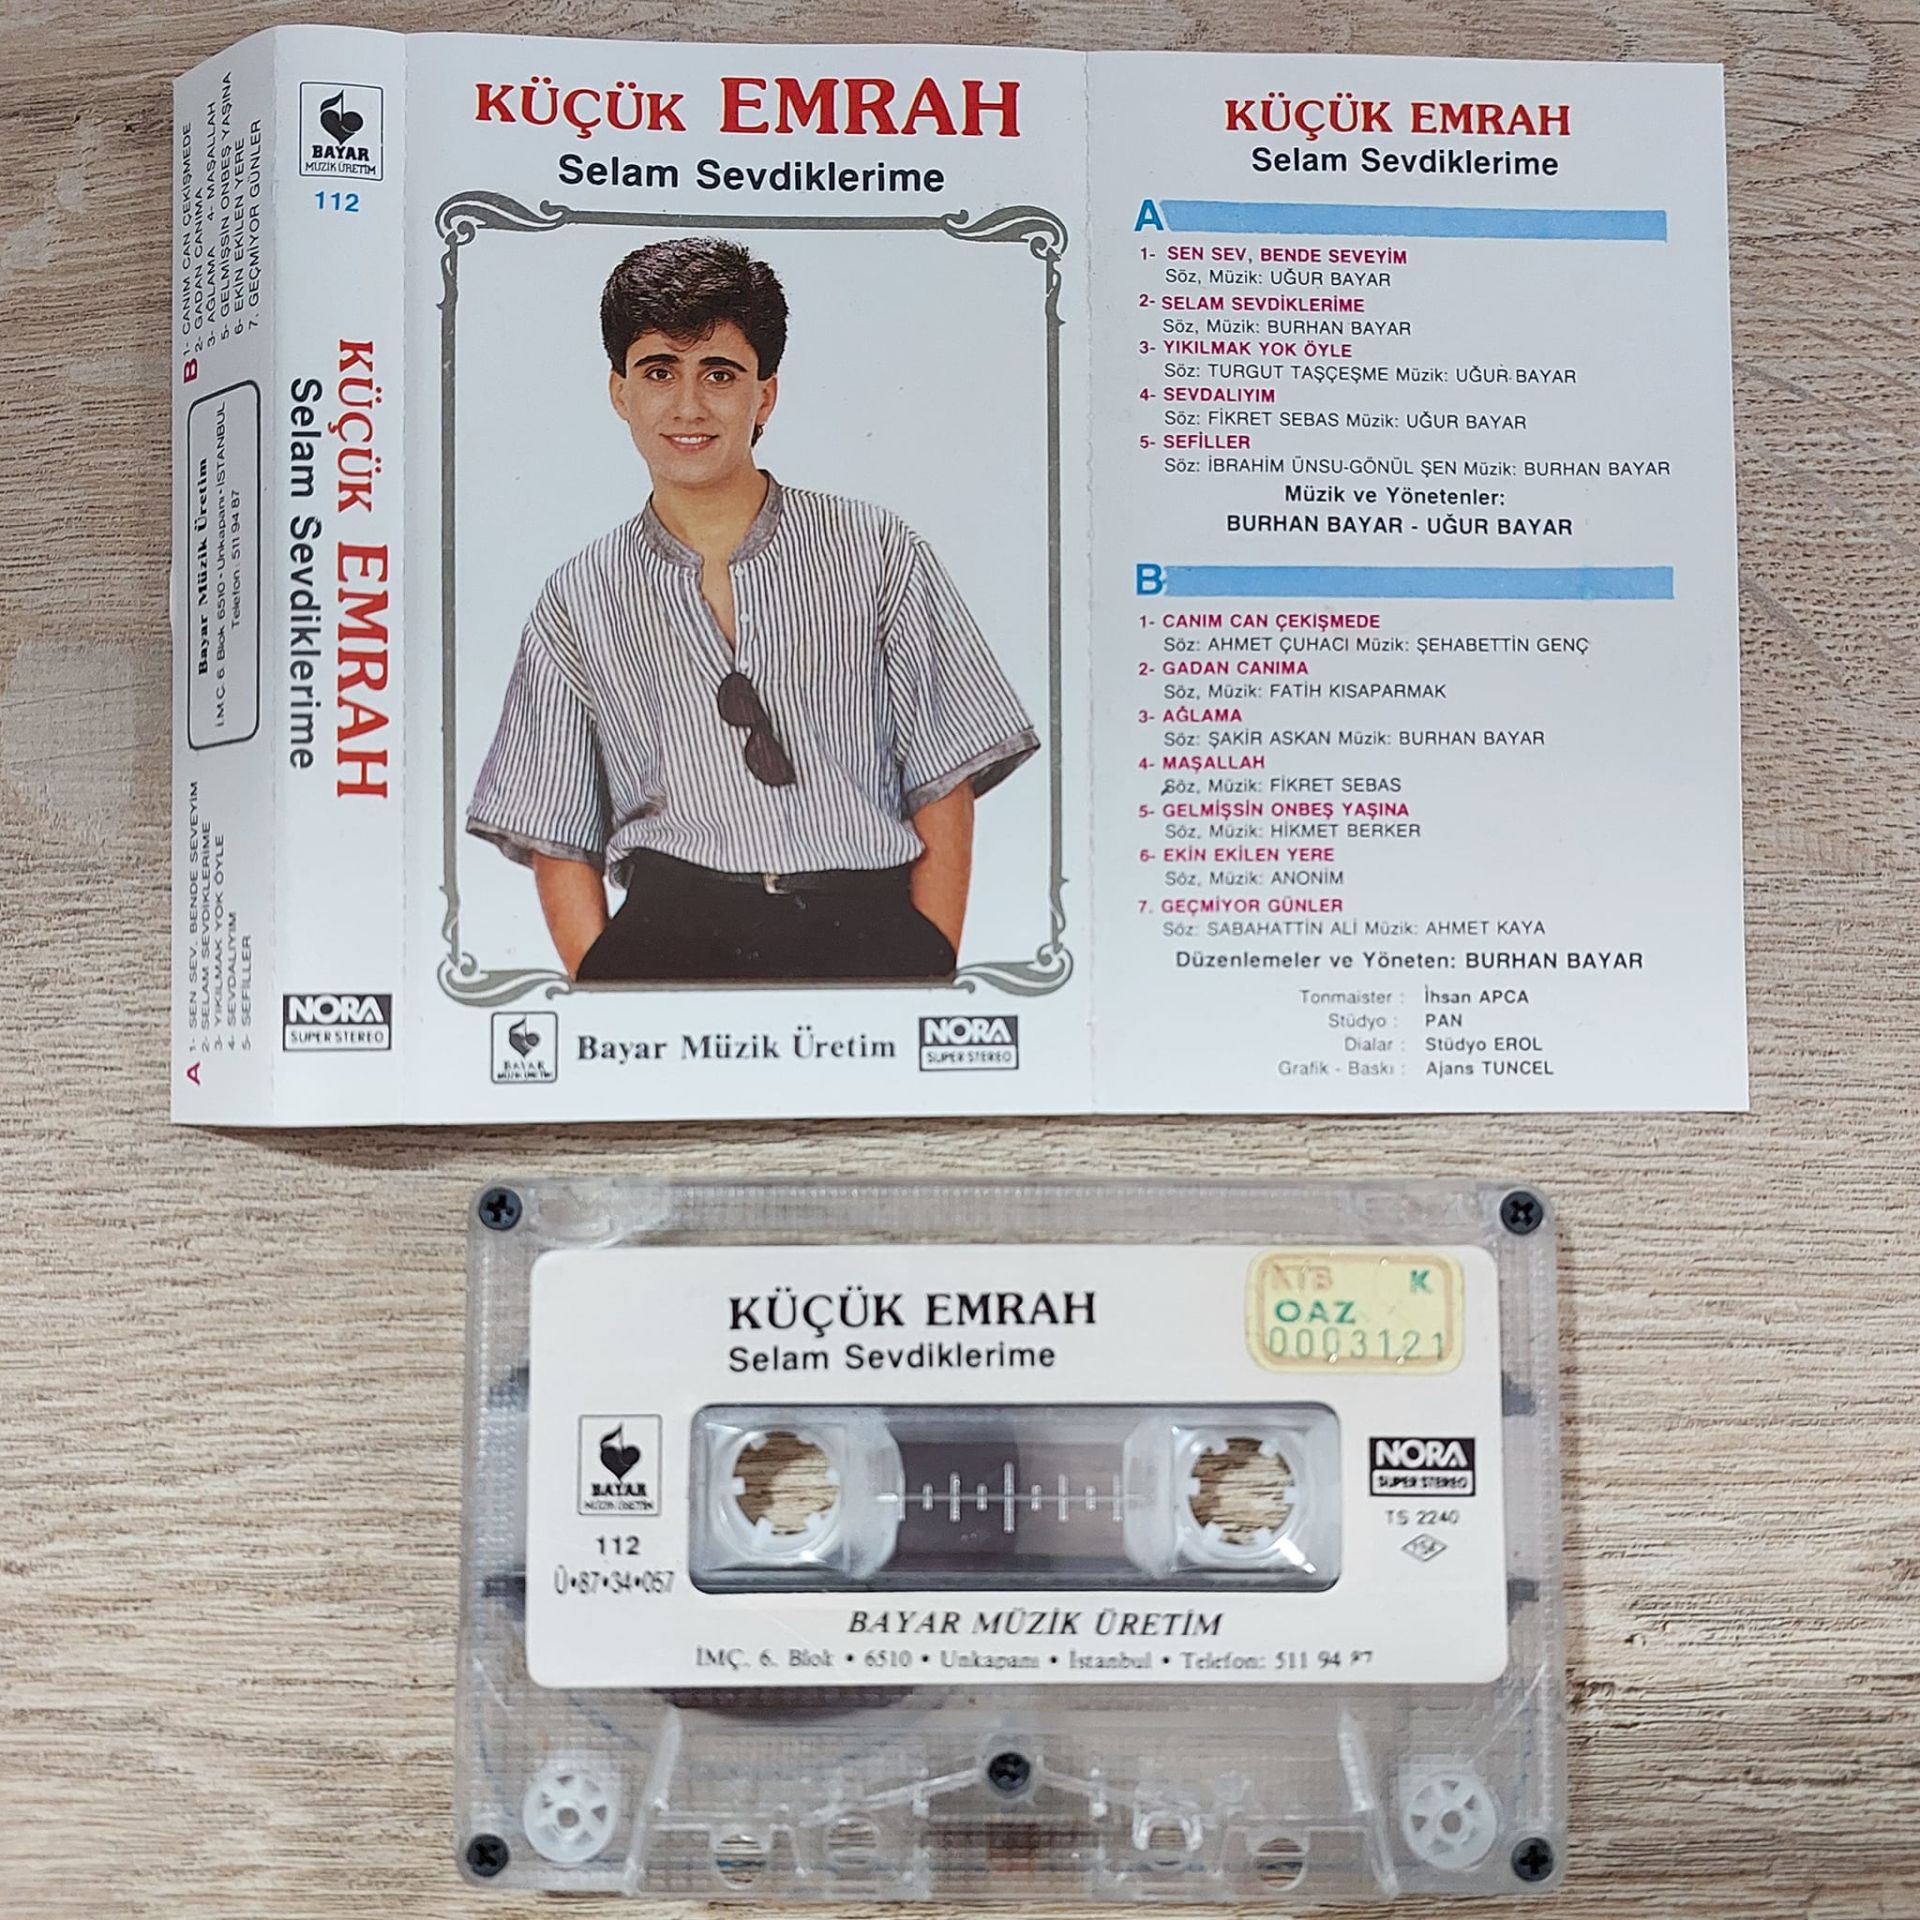 B 1- CANIM CAN ÇEKİŞMEDE
2- GADAN CANIMA
3- AĞLAMA 4- MAŞALLAH
5- GELMİŞSİN ONBEŞ YAŞINA
6- EKİN EKİLEN YERE
7. GEÇMİYOR GÜNLER
Bayar Müzik Üretim
İ.M.Ç. 6. Blok 6510 - Unkapanı - İSTANBUL
Telefon: 511 94 87
A 1- SEN SEV, BENDE SEVEYİM
2- SELAM SEVDİKLERİME
3- YIKILMAK YOK ÖYLE
4- SEVDALIYIM
5- SEFİLLER
BAYAR
MÜZİK ÜRETİM
112
KÜÇÜK EMRAH
Selam Sevdiklerime
NORA
SUPER STEREO
KÜÇÜK EMRAH
Selam Sevdiklerime
BAYAR
MÜZİK ÜRETİM
Bayar Müzik Üretim
NORA
SUPER STEREO
KÜÇÜK EMRAH
Selam Sevdiklerime
A
1- SEN SEV, BENDE SEVEYİM
Söz, Müzik: UĞUR BAYAR
2- SELAM SEVDİKLERİME
Söz, Müzik: BURHAN BAYAR
3- YIKILMAK YOK ÖYLE
Söz: TURGUT TAŞÇEŞME Müzik: UĞUR BAYAR
4- SEVDALIYIM
Söz: FİKRET SEBAS Müzik: UĞUR BAYAR
5- SEFİLLER
Söz: İBRAHİM ÜNSU-GÖNÜL ŞEN Müzik: BURHAN BAYAR
Müzik ve Yönetenler:
BURHAN BAYAR - UĞUR BAYAR
B
1- CANIM CAN ÇEKİŞMEDE
Söz: AHMET ÇUHACI Müzik: ŞEHABETTİN GENÇ
2- GADAN CANIMA
Söz, Müzik: FATİH KISAPARMAK
3- AĞLAMA
Söz: ŞAKİR ASKAN Müzik: BURHAN BAYAR
4- MAŞALLAH
Söz, Müzik: FİKRET SEBAS
5- GELMİŞSİN ONBEŞ YAŞINA
Söz, Müzik: HİKMET BERKER
6- EKİN EKİLEN YERE
Söz, Müzik: ANONİM
7. GEÇMİYOR GÜNLER
Söz: SABAHATTİN ALİ Müzik: AHMET KAYA
Düzenlemeler ve Yöneten: BURHAN BAYAR
Tonmaister : İhsan APCA
Stüdyo : PAN
Dialar : Stüdyo EROL
Grafik - Baskı : Ajans TUNCEL
KÜÇÜK EMRAH
Selam Sevdiklerime
KTB K
OAZ
0003121
BAYAR
MÜZİK ÜRETİM
112
Ü•87•34•057
NORA
SUPER STEREO
TS 2240
TSE
BAYAR MÜZİK ÜRETİM
İMÇ. 6. Blok • 6510 • Unkapanı • İstanbul • Telefon: 511 94 87